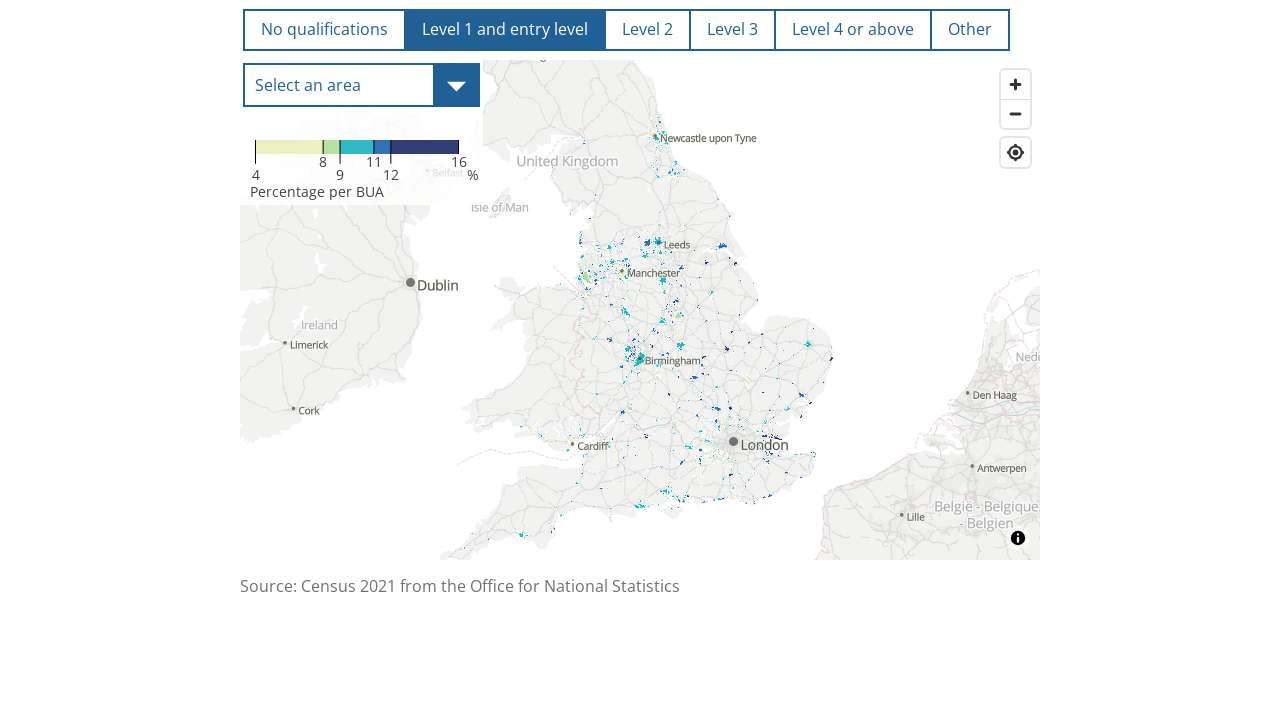 No qualifications
Level 1 and entry level
Level 2
Level 3
Level 4 or above
Other
Select an area
4 8 9 11 12 16 %
Percentage per BUA
Belfast
Newcastle upon Tyne
United Kingdom
Isle of Man
Leeds
Manchester
Dublin
Ireland
Limerick
Birmingham
Den Haag
Cork
Cardiff
London
Antwerpen
België - Belgique
- Belgien
Lille
Source: Census 2021 from the Office for National Statistics